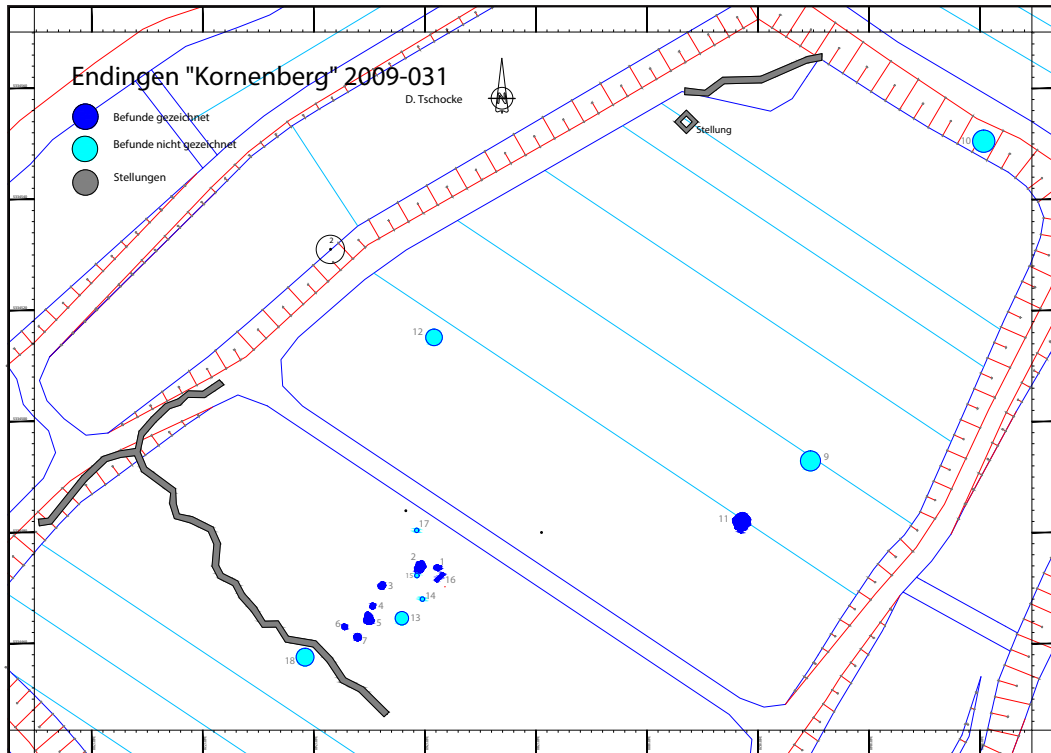 Endingen "Kornenberg" 2009-031
D. Tschocke
N
Befunde gezeichnet
Befunde nicht gezeichnet
Stellungen
Stellung
10
2
12
9
11
17
2
1
15
16
3
14
4
5
13
6
7
18